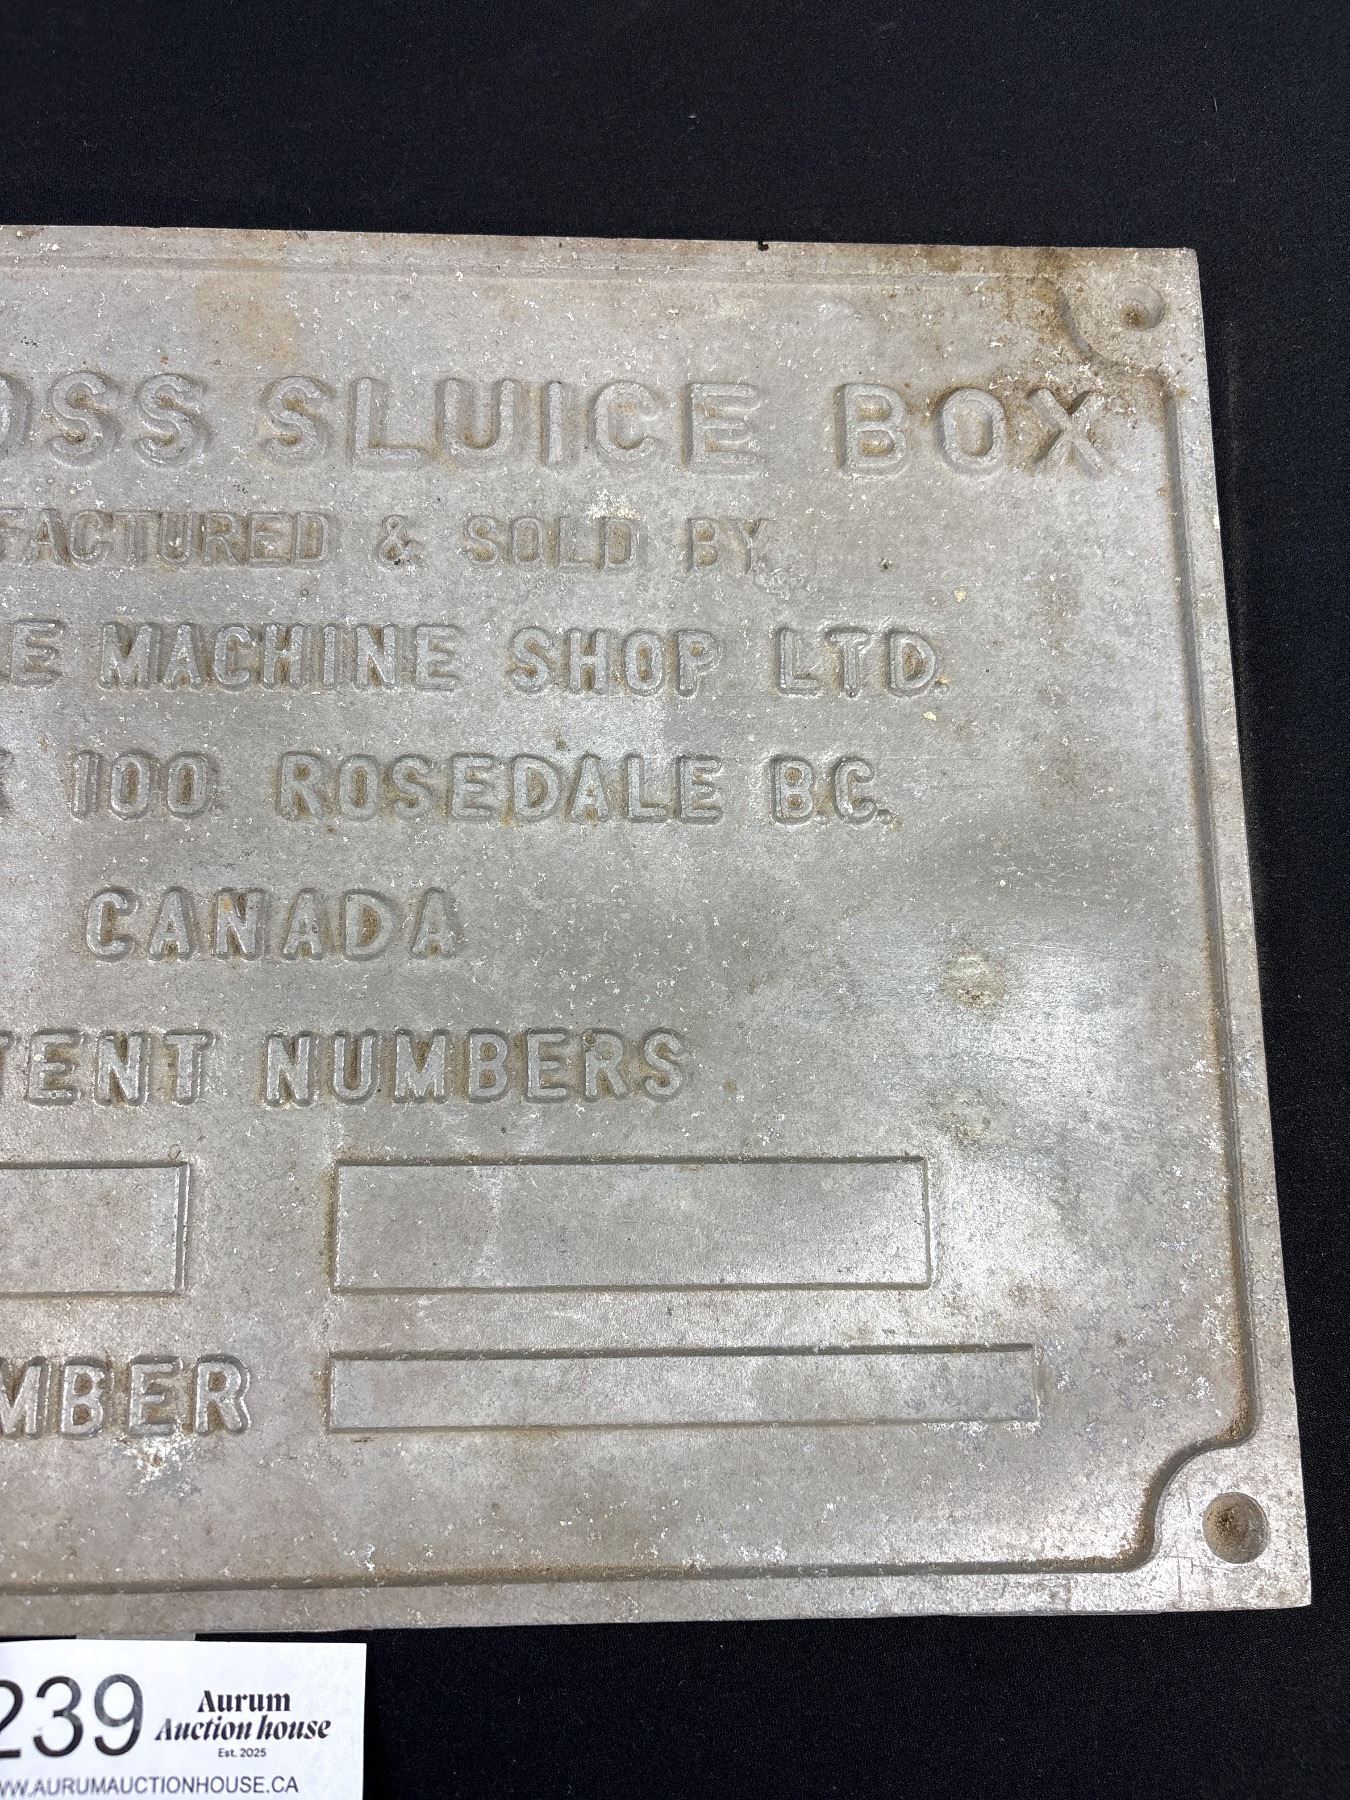 OSS SLUICE BOX
FACTURED & SOLD BY
E MACHINE SHOP LTD.
100 ROSEDALE B.C.
CANADA
TENT NUMBERS
MBER
239
Aurum
Auction house
Est. 2025
WW.AURUMAUCTIONHOUSE.CA